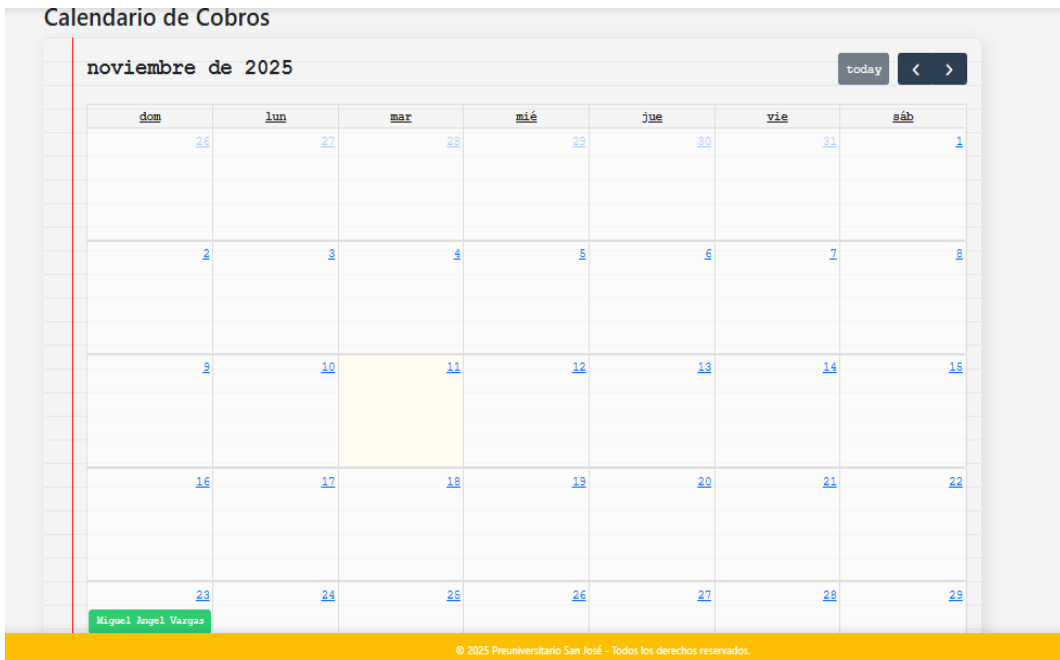 Calendario de Cobros
noviembre de 2025
today
dom lun mar mié jue vie sáb
26 27 28 29 30 31 1
2 3 4 5 6 7 8
9 10 11 12 13 14 15
16 17 18 19 20 21 22
23 24 25 26 27 28 29
Miguel Angel Vargas
© 2025 Preuniversitario San José - Todos los derechos reservados.